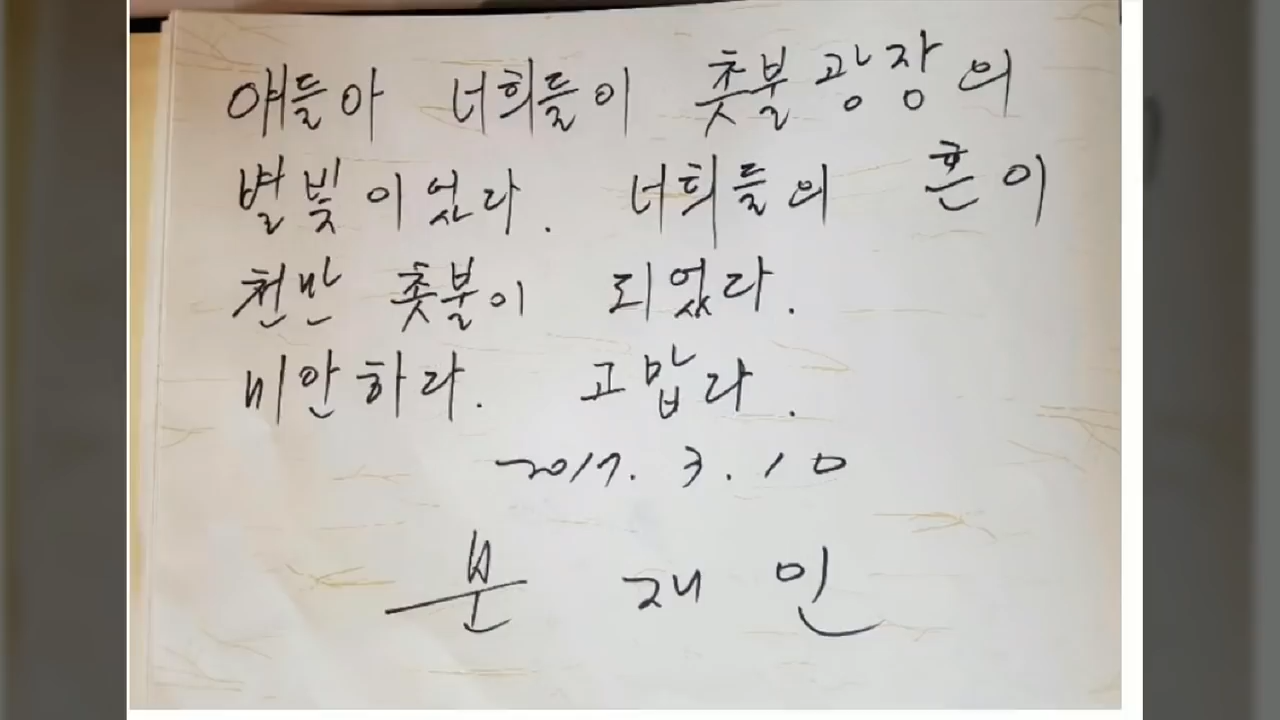 얘들아 너희들이 촛불광장의
별빛이었다. 너희들의 혼이
천만 촛불이 되었다.
미안하다. 고맙다.
2017. 3. 10
문 재 인